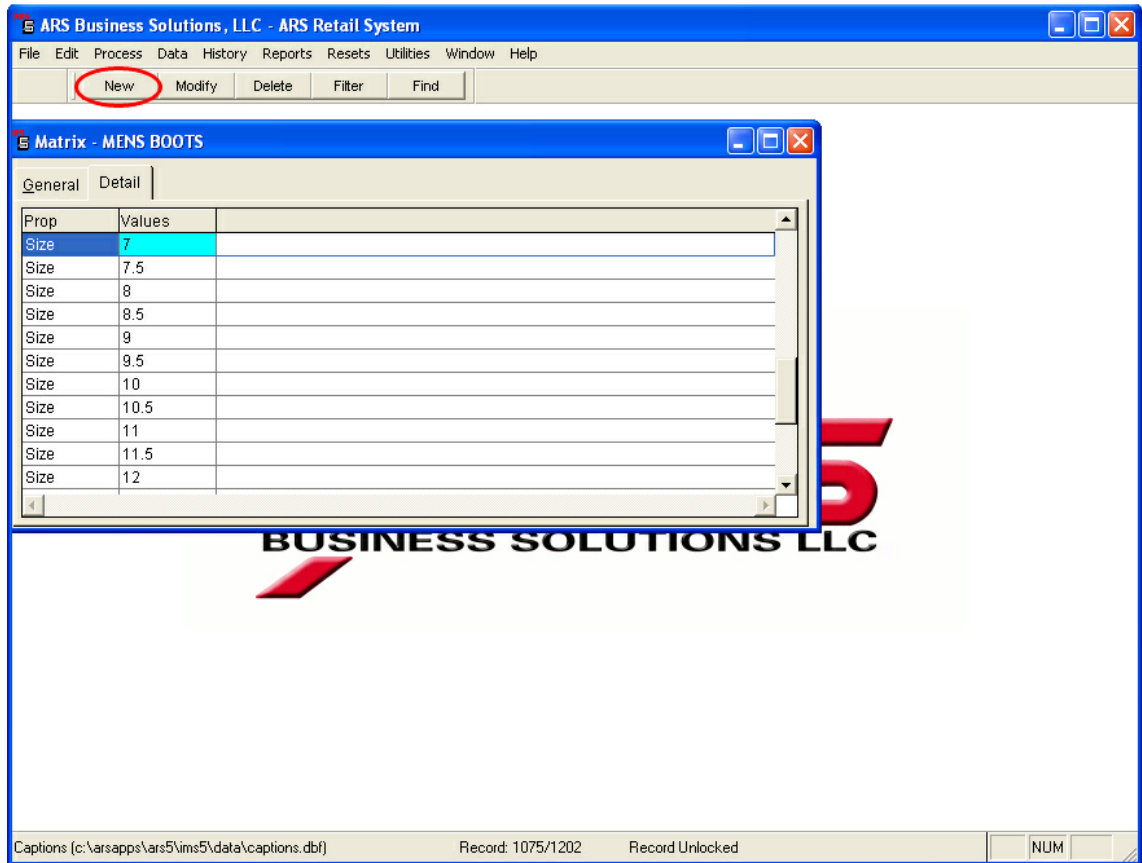 ARS Business Solutions, LLC - ARS Retail System
File Edit Process Data History Reports Resets Utilities Window Help
New Modify Delete Filter Find
Matrix - MENS BOOTS
General Detail
Prop Values
Size 7
Size 7.5
Size 8
Size 8.5
Size 9
Size 9.5
Size 10
Size 10.5
Size 11
Size 11.5
Size 12
BUSINESS SOLUTIONS LLC
Captions (c:\arsapps\ars5\ims5\data\captions.dbf) Record: 1075/1202 Record Unlocked NUM